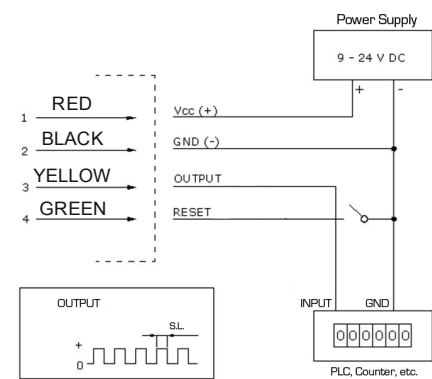 Power Supply
9 - 24 V DC
+ -
1 RED Vcc (+)
2 BLACK GND (-)
3 YELLOW OUTPUT
4 GREEN RESET
OUTPUT
S.L.
+
0
INPUT GND
000000
PLC, Counter, etc.